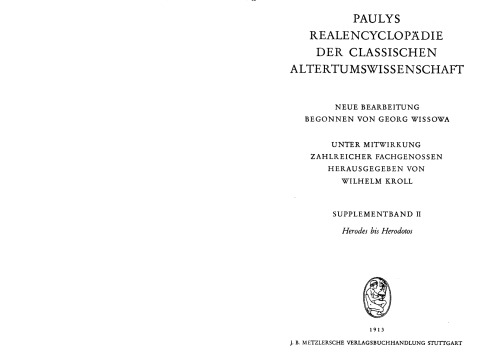 PAULYS
REALENCYCLOPÄDIE
DER CLASSISCHEN
ALTERTUMSWISSENSCHAFT
NEUE BEARBEITUNG
BEGONNEN VON GEORG WISSOWA
UNTER MITWIRKUNG
ZAHLREICHER FACHGENOSSEN
HERAUSGEGEBEN VON
WILHELM KROLL
SUPPLEMENTBAND II
Herodes bis Herodotos
1913
J. B. METZLERSCHE VERLAGSBUCHHANDLUNG STUTTGART